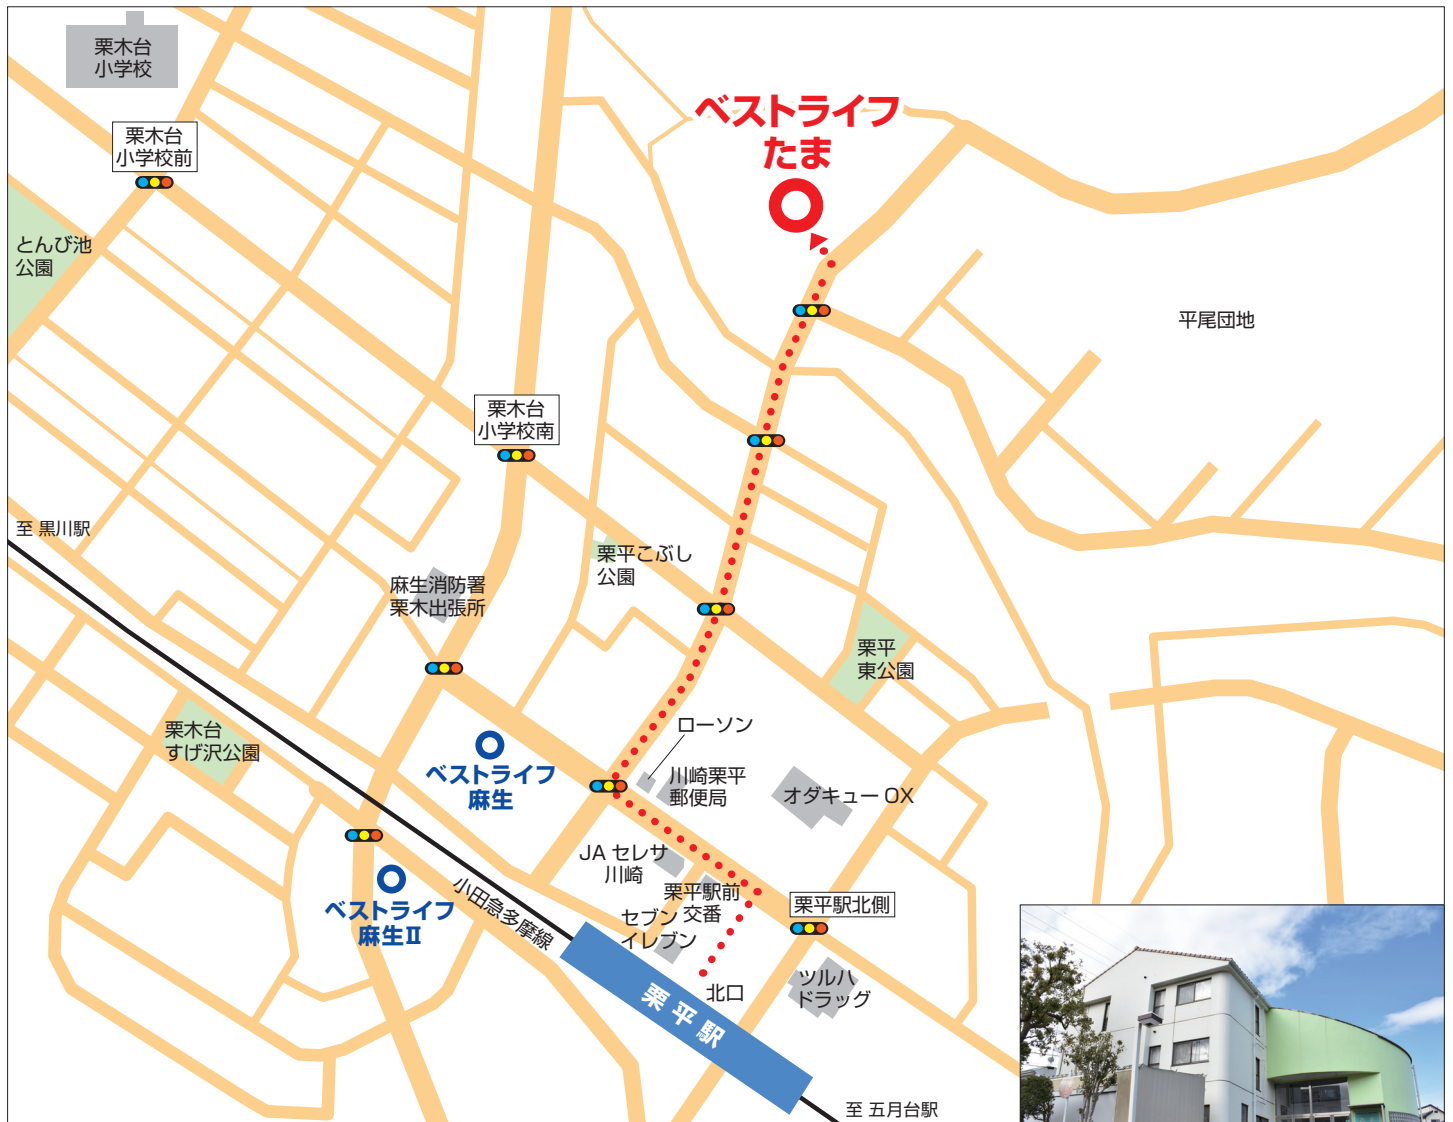 栗木台
小学校
ベストライフ
たま
栗木台
小学校前
とんび池
公園
平尾団地
栗木台
小学校南
至 黒川駅
栗平こぶし
公園
麻生消防署
栗木出張所
栗平
東公園
栗木台
すげ沢公園
ローソン
ベストライフ
麻生
川崎栗平
郵便局
オダキュー OX
JA セレサ
川崎
栗平駅前
交番
栗平駅北側
ベストライフ
麻生Ⅱ
小田急多摩線
セブン
イレブン
ツルハ
ドラッグ
北口
栗平駅
至 五月台駅